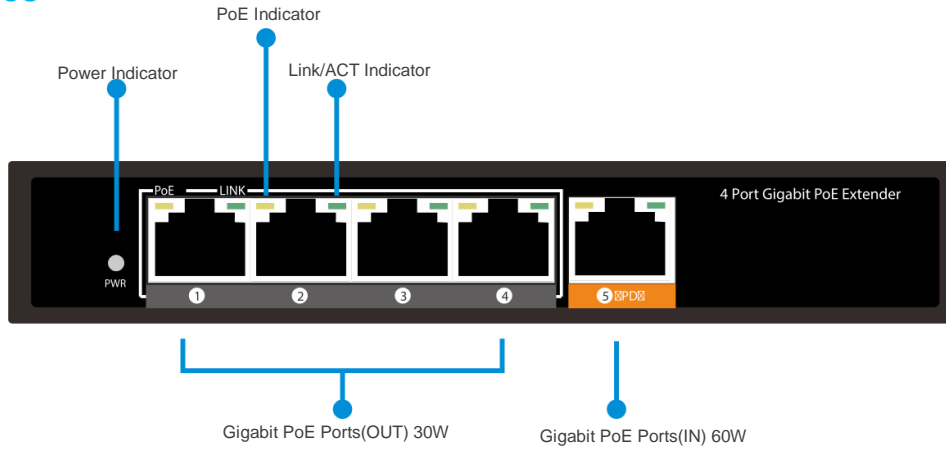 PoE Indicator
Power Indicator
Link/ACT Indicator
PoE LINK
4 Port Gigabit PoE Extender
PWR
1 2 3 4 5 PD
Gigabit PoE Ports(OUT) 30W
Gigabit PoE Ports(IN) 60W